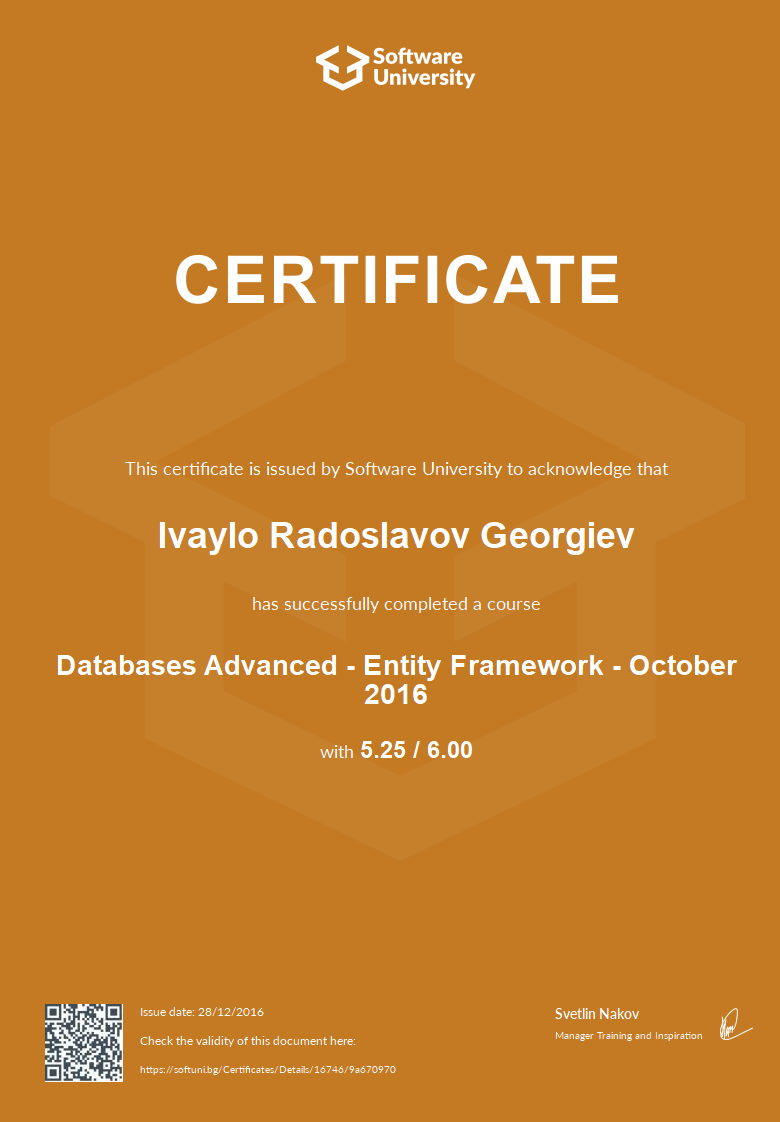 Software
University
CERTIFICATE
This certificate is issued by Software University to acknowledge that
Ivaylo Radoslavov Georgiev
has successfully completed a course
Databases Advanced - Entity Framework - October
2016
with 5.25 / 6.00
Issue date: 28/12/2016
Check the validity of this document here:
https://softuni.bg/Certificates/Details/16746/9a670970
Svetlin Nakov
Manager Training and Inspiration